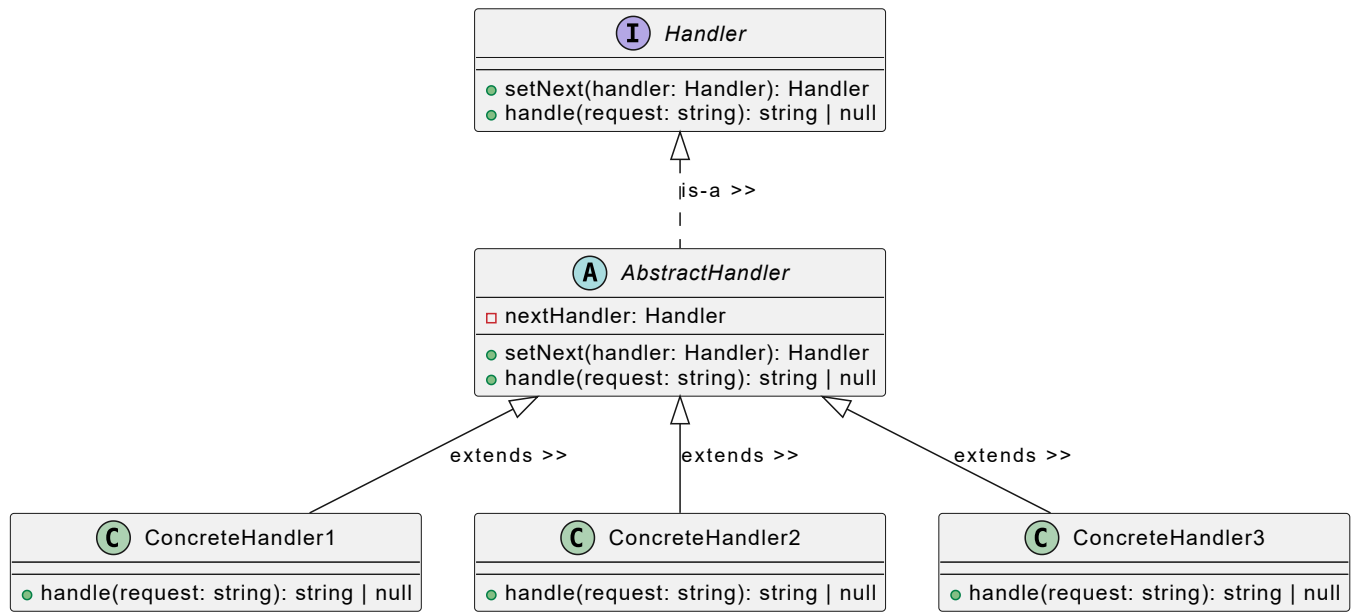 I Handler
setNext(handler: Handler): Handler
handle(request: string): string | null
is-a >>
A AbstractHandler
nextHandler: Handler
setNext(handler: Handler): Handler
handle(request: string): string | null
extends >>
extends >>
extends >>
C ConcreteHandler1
handle(request: string): string | null
C ConcreteHandler2
handle(request: string): string | null
C ConcreteHandler3
handle(request: string): string | null